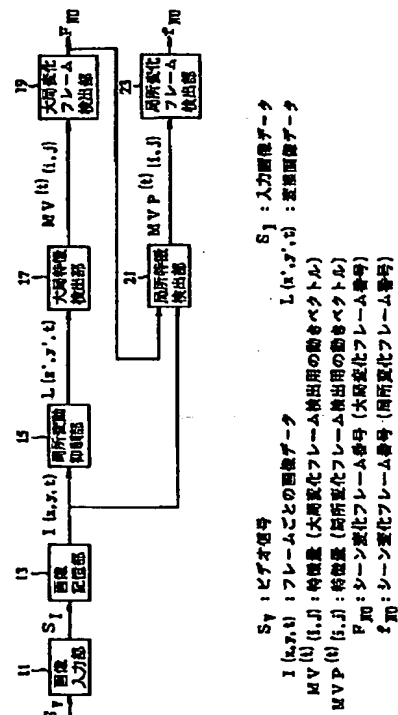 S_V
11
画像
入力部
S_I
13
画像
記憶部
I(x,y,t)
15
局所変動
抑制部
L(x',y',t)
17
大局特徴
検出部
MV^(t)(i,j)
19
大局変化
フレーム
検出部
F_NO
21
局所特徴
検出部
MVP^(t)(i,j)
23
局所変化
フレーム
検出部
f_NO
S_V：ビデオ信号 S_I：入力画像データ
I(x,y,t)：フレームごとの画像データ L(x',y',t)：変換画像データ
MV^(t)(i,j)：特徴量(大局変化フレーム検出用の動きベクトル)
MVP^(t)(i,j)：特徴量(局所変化フレーム検出用の動きベクトル)
F_NO：シーン変化フレーム番号(大局変化フレーム番号)
f_NO：シーン変化フレーム番号(局所変化フレーム番号)